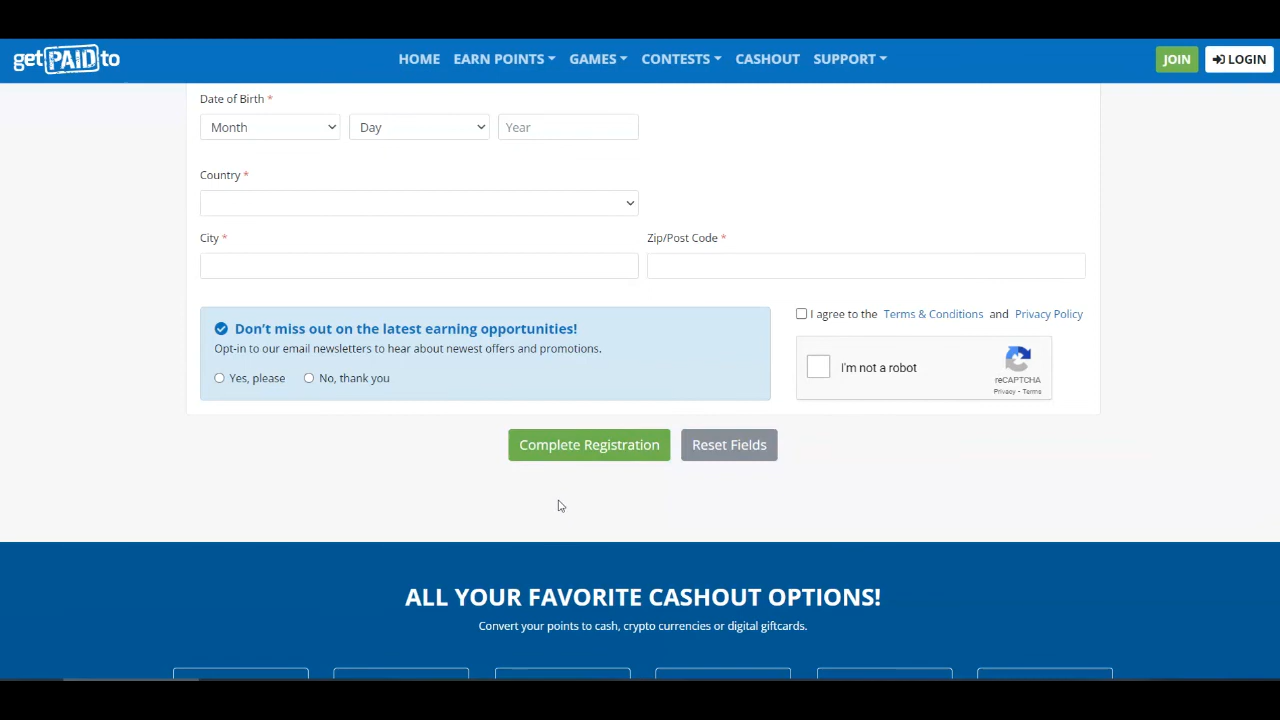 getPAIDto
HOME EARN POINTS GAMES CONTESTS CASHOUT SUPPORT JOIN LOGIN
Date of Birth *
Month Day Year
Country *
City * Zip/Post Code *
Don't miss out on the latest earning opportunities!
Opt-in to our email newsletters to hear about newest offers and promotions.
Yes, please No, thank you
I agree to the Terms & Conditions and Privacy Policy
I'm not a robot
reCAPTCHA
Privacy - Terms
Complete Registration Reset Fields
ALL YOUR FAVORITE CASHOUT OPTIONS!
Convert your points to cash, crypto currencies or digital giftcards.